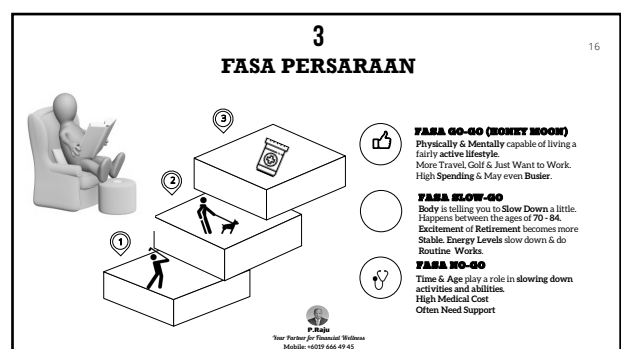 3
16
FASA PERSARAAN
3
2
1
FASA GO-GO (HONEY MOON)
Physically & Mentally capable of living a
fairly active lifestyle.
More Travel, Golf & Just Want to Work.
High Spending & May even Busier.
FASA SLOW-GO
Body is telling you to Slow Down a little.
Happens between the ages of 70 - 84.
Excitement of Retirement becomes more
Stable. Energy Levels slow down & do
Routine Works.
FASA NO-GO
Time & Age play a role in slowing down
activities and abilities.
High Medical Cost
Often Need Support
P.Raju
Your Partner for Financial Wellness
Mobile: +6019 666 49 45